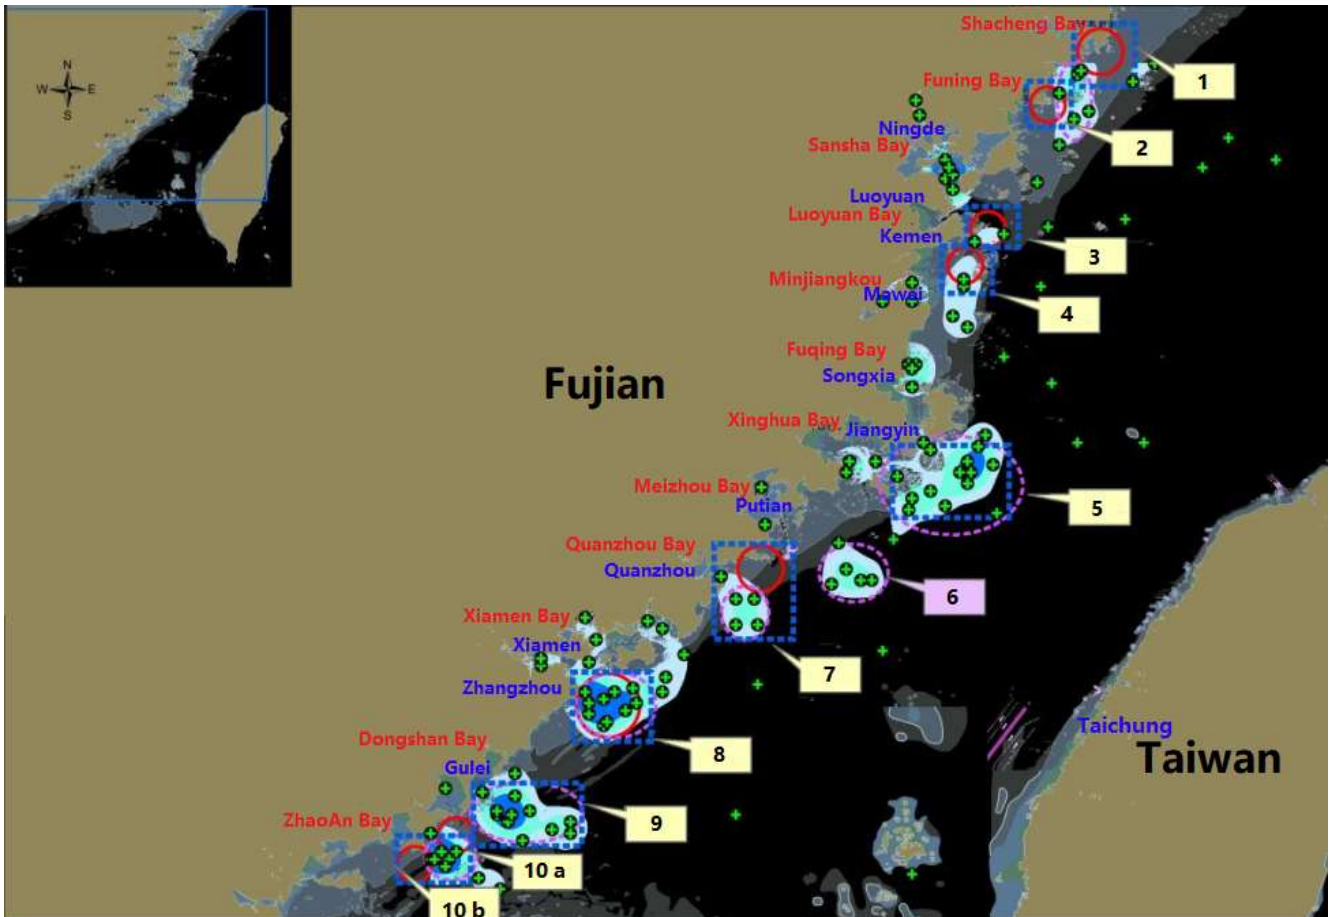 N
W E
S
Shacheng Bay
1
Funing Bay
2
Ningde
Sansha Bay
Luoyuan
Luoyuan Bay
Kemen
3
Minjiangkou
Mawei
4
Fuqing Bay
Songxia
Fujian
Xinghua Bay
Jiangyin
5
Meizhou Bay
Putian
Quanzhou Bay
Quanzhou
6
Xiamen Bay
Xiamen
7
Zhangzhou
Taichung
Dongshan Bay
8
Taiwan
Gulei
ZhaoAn Bay
9
10 a
10 b